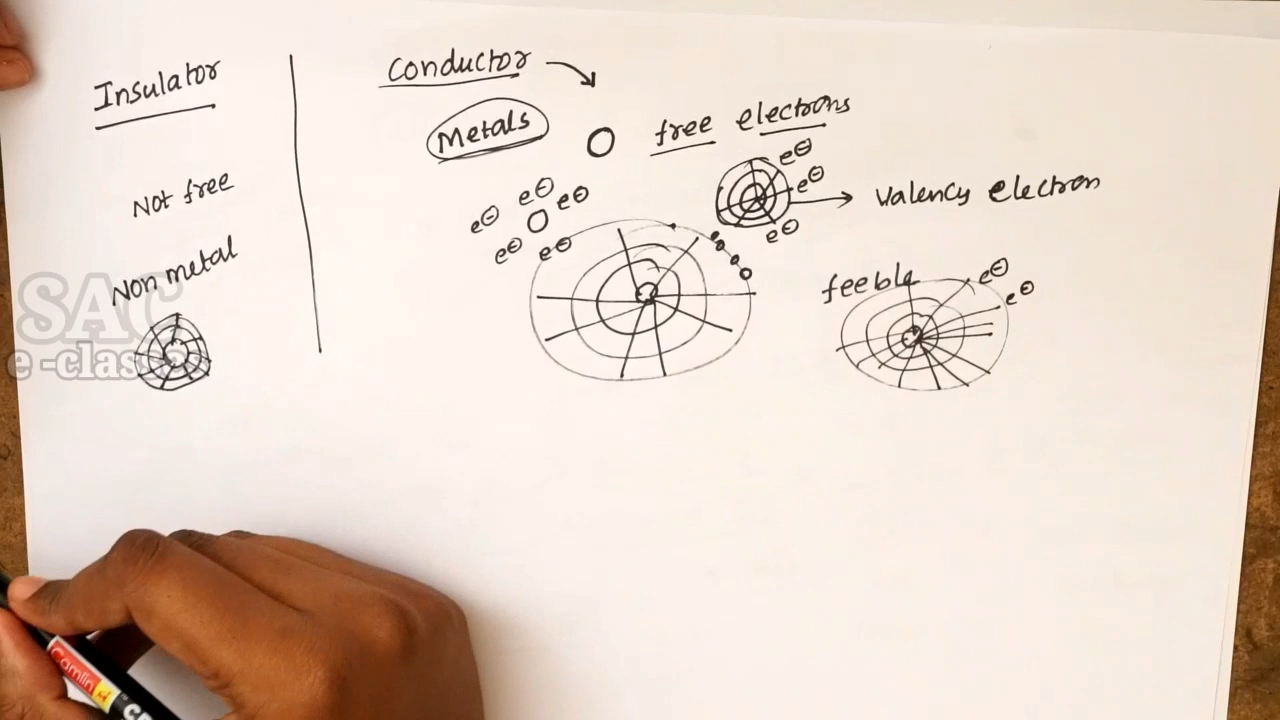 Insulator
Not free
Non metal
Conductor
Metals
free electrons
e⊖
e⊖
e⊖
e⊖
e⊖
e⊖
e⊖
e⊖
Valency electron
feeble
e⊖
e⊖
SAC
e-class
Camlin